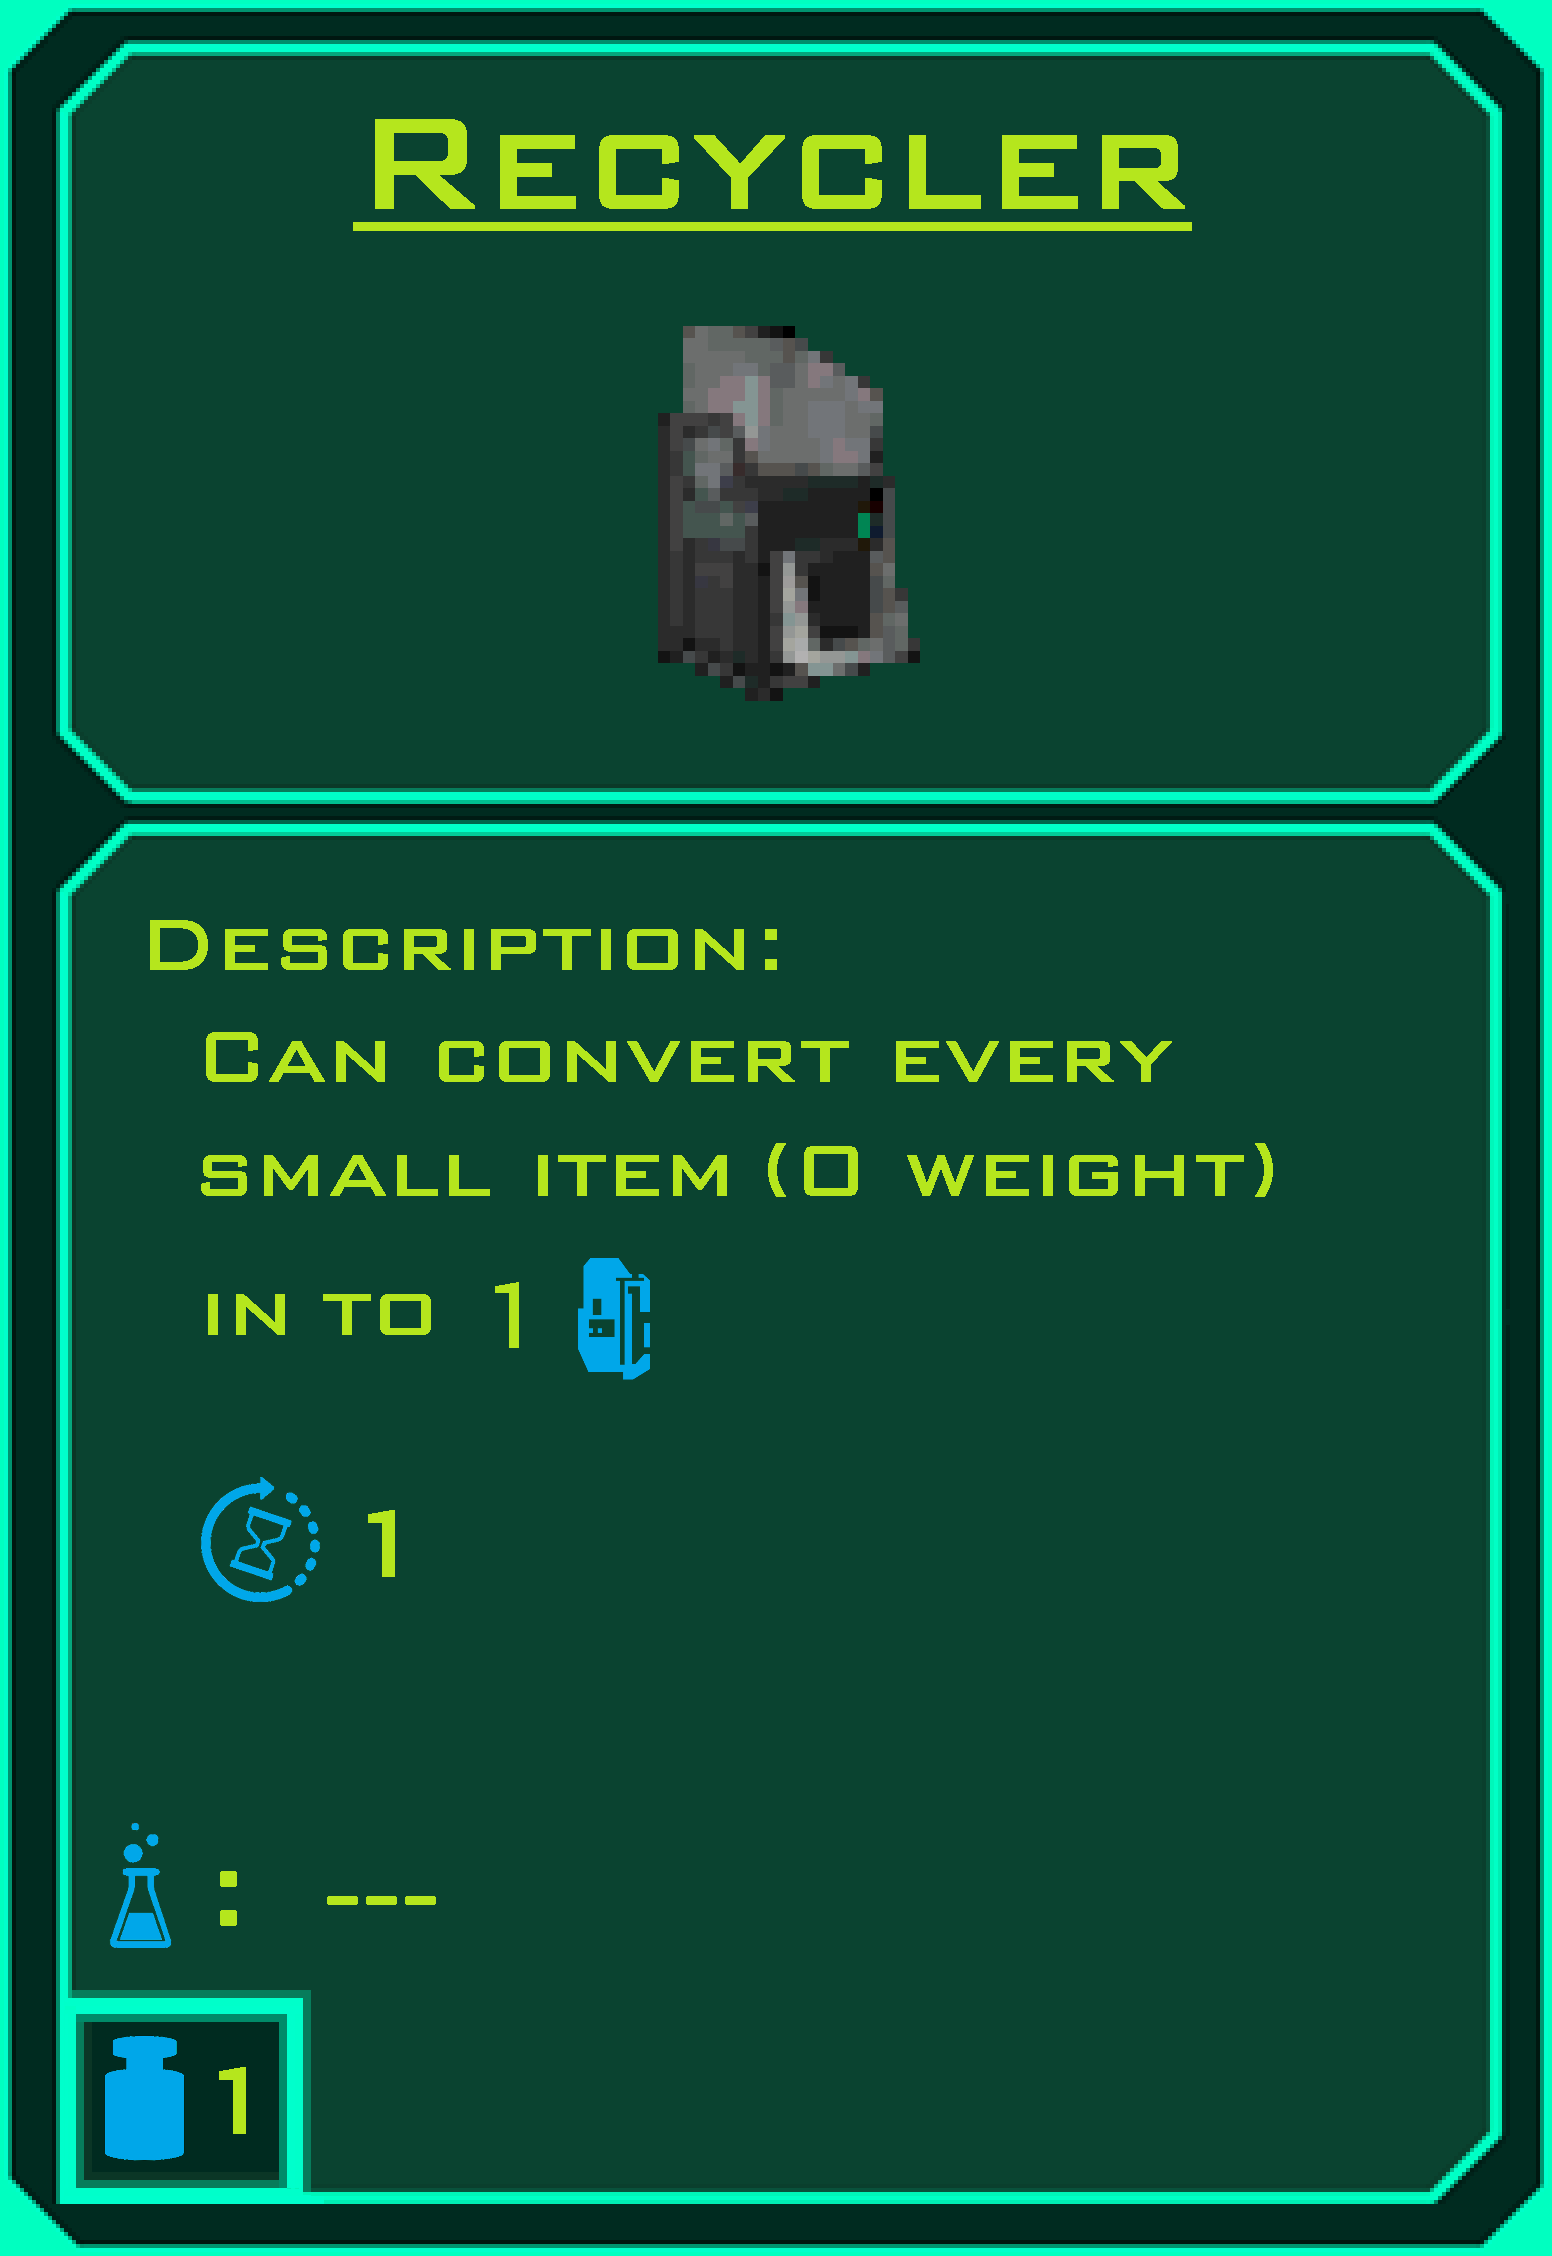 Recycler
Description:
Can convert every
small item (0 weight)
in to 1
1
: ---
1